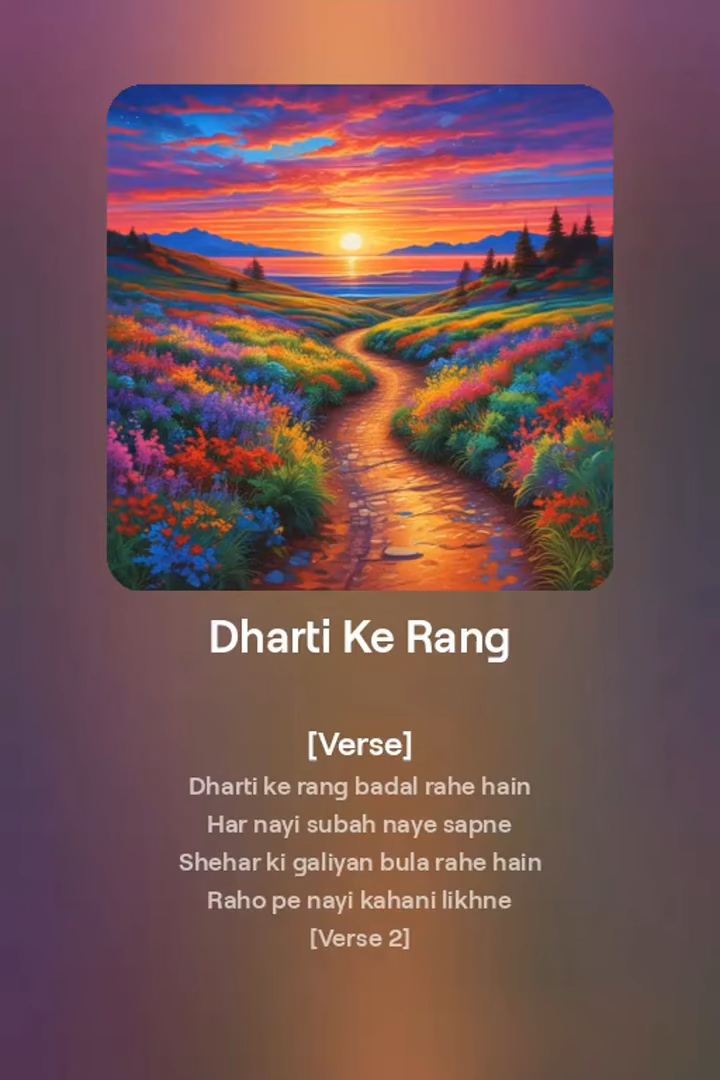 Dharti Ke Rang
[Verse]
Dharti ke rang badal rahe hain
Har nayi subah naye sapne
Shehar ki galiyan bula rahe hain
Raho pe nayi kahani likhne
[Verse 2]